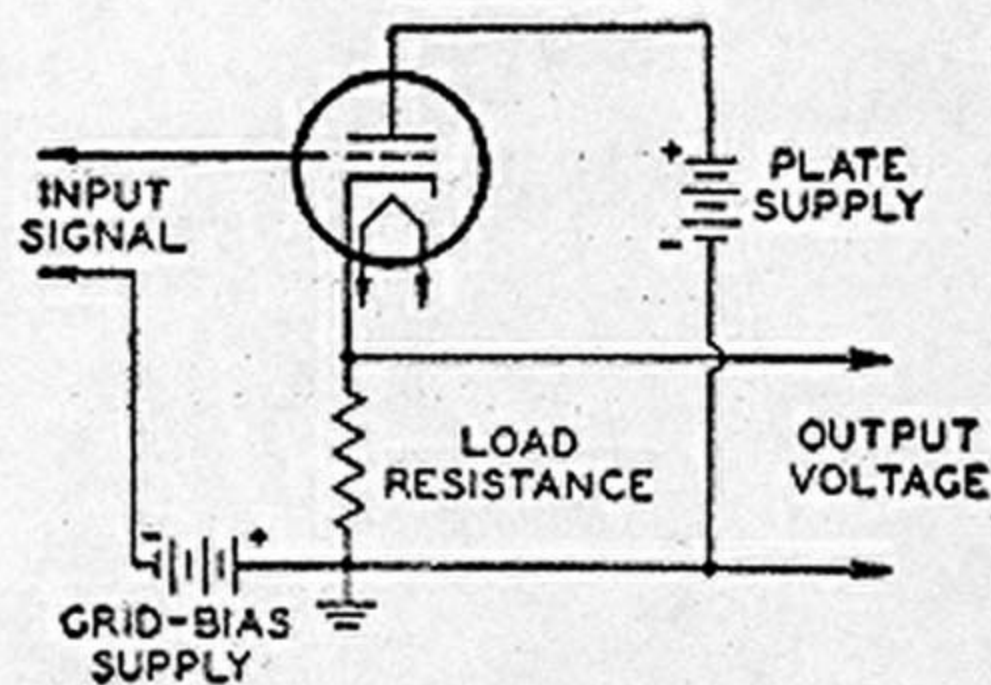 INPUT
SIGNAL
+
PLATE
SUPPLY
-
LOAD
RESISTANCE
OUTPUT
VOLTAGE
- +
GRID-BIAS
SUPPLY